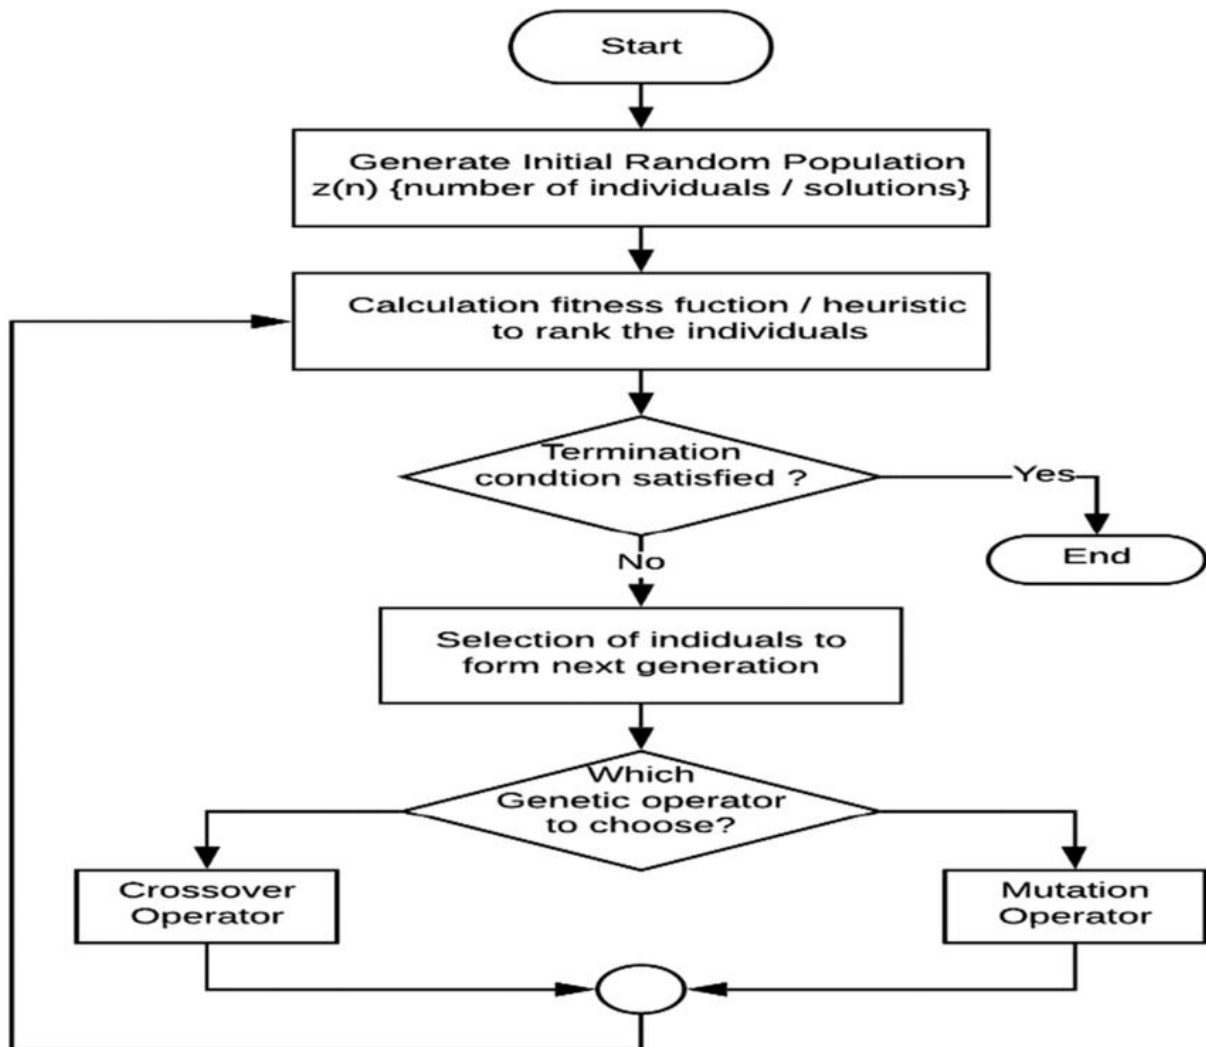 Start
Generate Initial Random Population
z(n) {number of individuals / solutions}
Calculation fitness fuction / heuristic
to rank the individuals
Termination
condtion satisfied ?
Yes
End
No
Selection of indiduals to
form next generation
Which
Genetic operator
to choose?
Crossover
Operator
Mutation
Operator